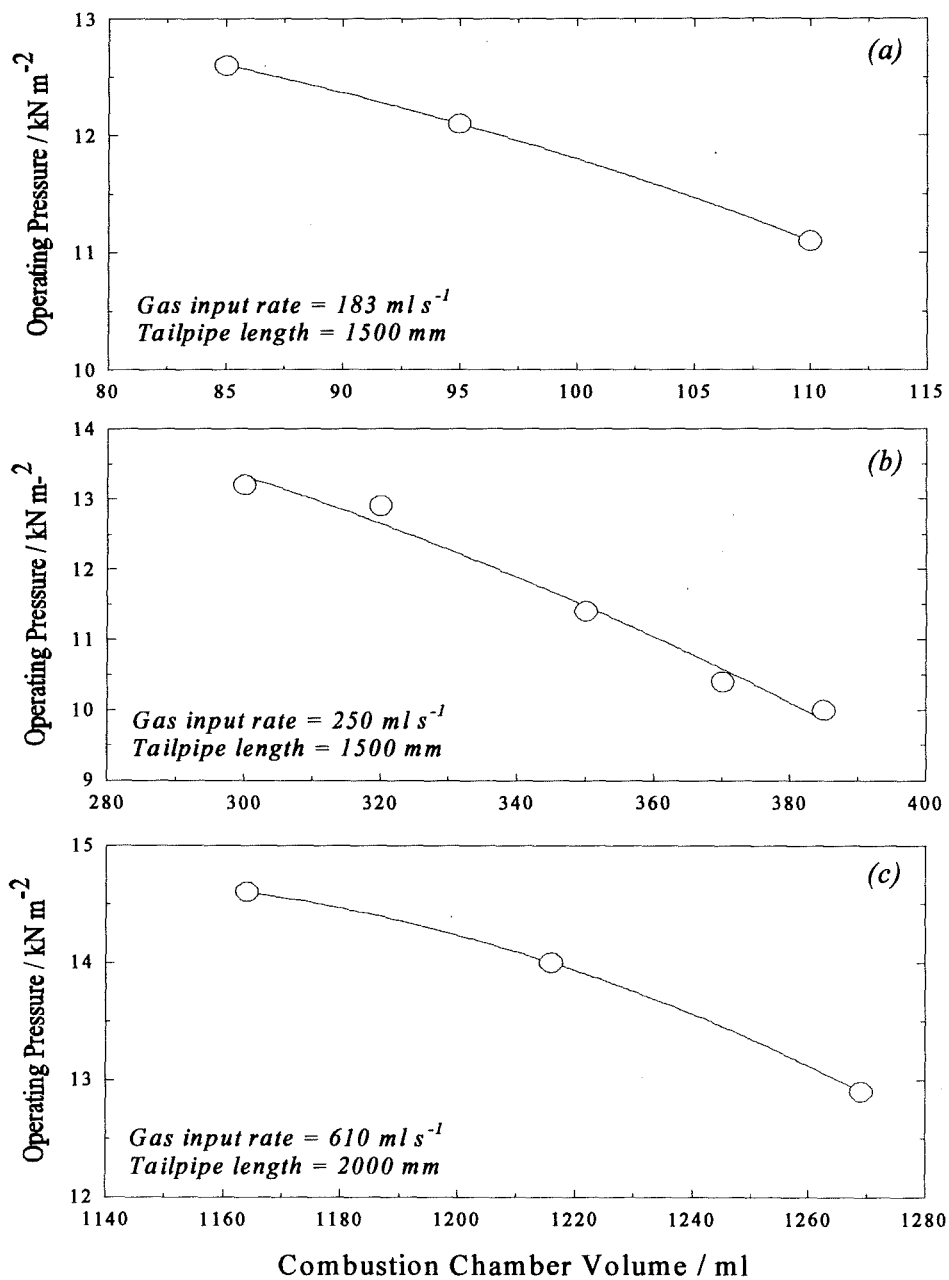 (a)
Operating Pressure / kN m-2
13
12
11
10
Gas input rate = 183 ml s-1
Tailpipe length = 1500 mm
80 85 90 95 100 105 110 115
(b)
Operating Pressure / kN m-2
14
13
12
11
10
9
Gas input rate = 250 ml s-1
Tailpipe length = 1500 mm
280 300 320 340 360 380 400
(c)
Operating Pressure / kN m-2
15
14
13
12
Gas input rate = 610 ml s-1
Tailpipe length = 2000 mm
1140 1160 1180 1200 1220 1240 1260 1280
Combustion Chamber Volume / ml